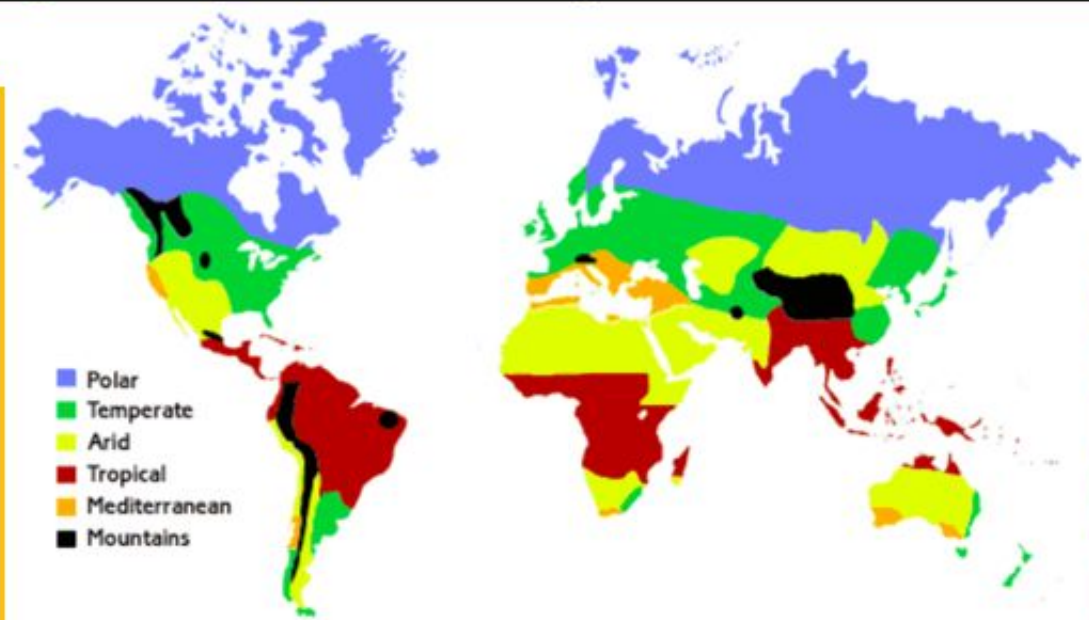 Polar
Temperate
Arid
Tropical
Mediterranean
Mountains